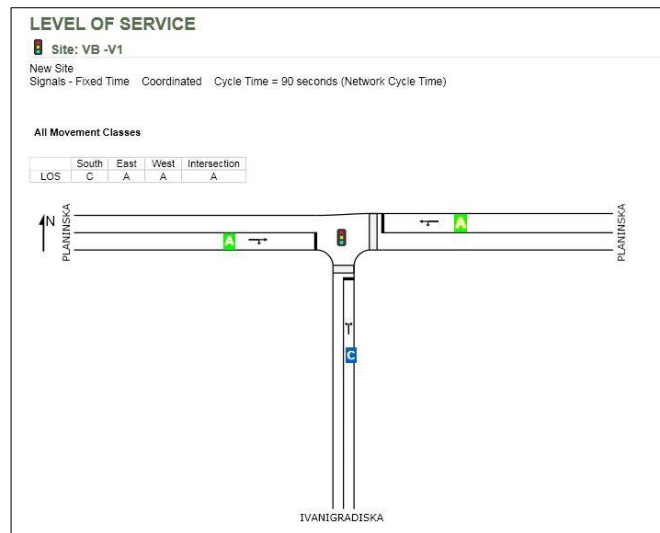 LEVEL OF SERVICE
Site: VB -V1
New Site
Signals - Fixed Time Coordinated Cycle Time = 90 seconds (Network Cycle Time)
All Movement Classes
South East West Intersection
LOS C A A A
N
PLANINSKA
A
A
PLANINSKA
C
IVANIGRADISKA